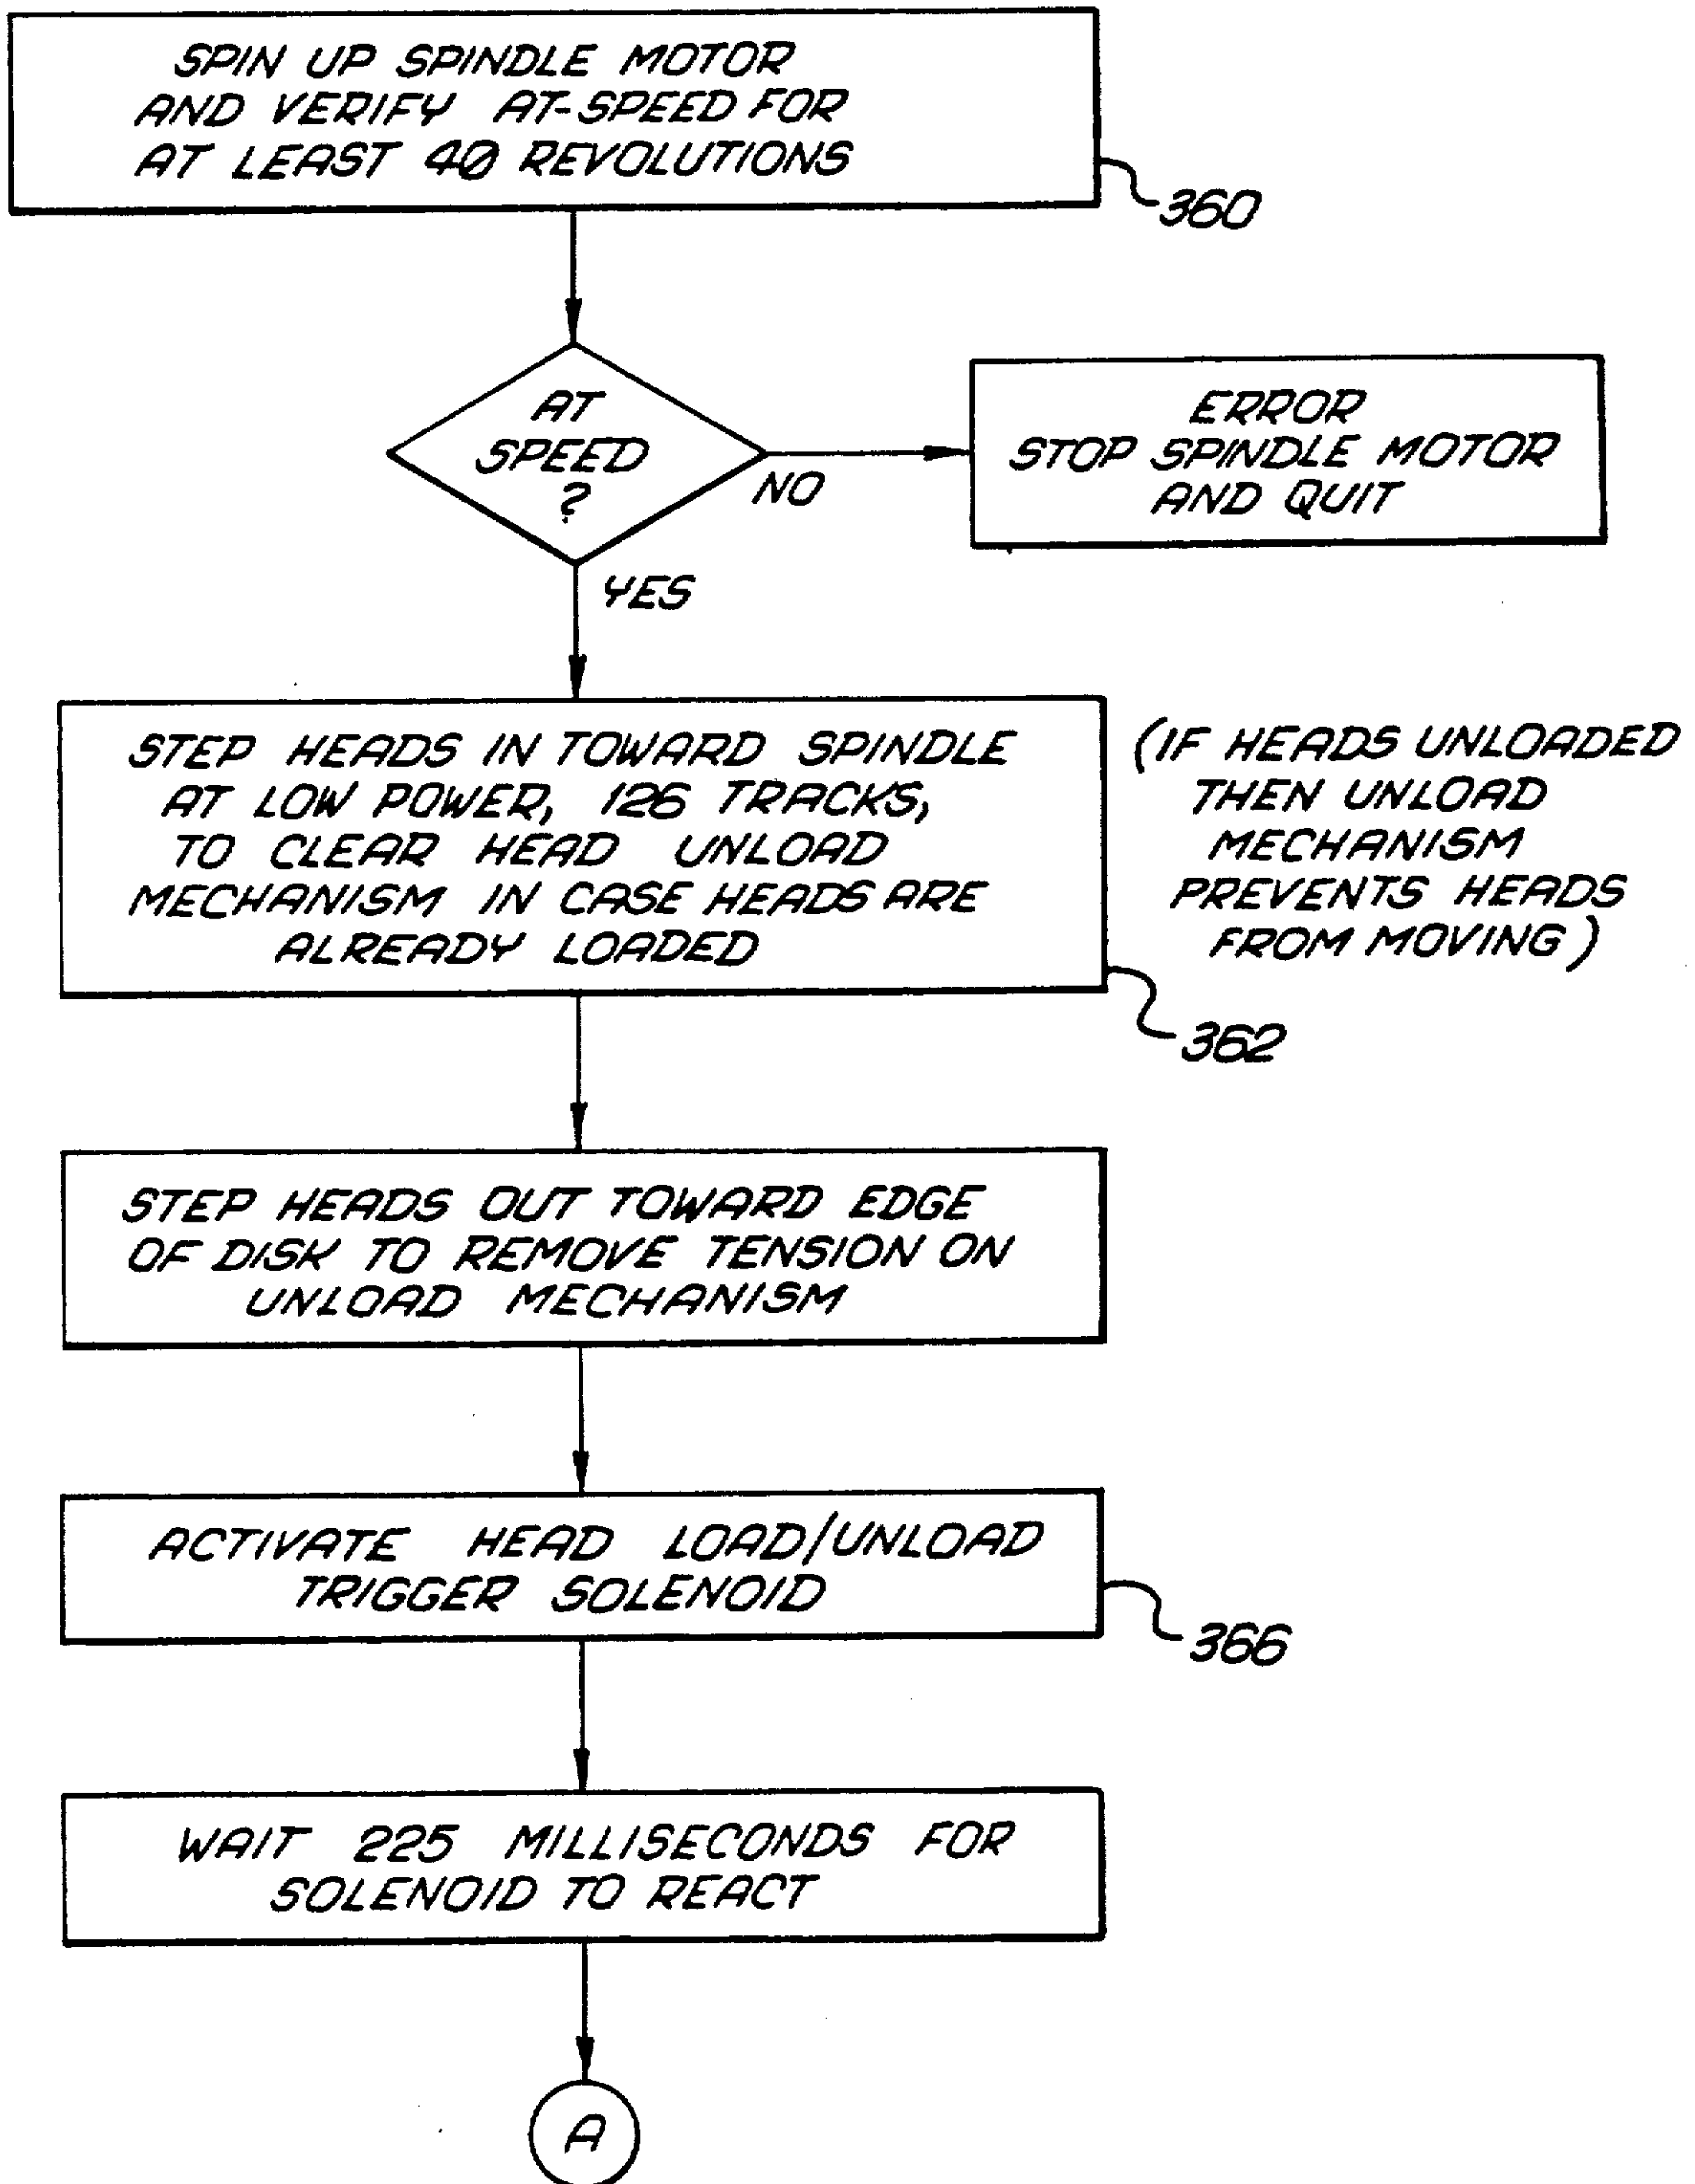 SPIN UP SPINDLE MOTOR
AND VERIFY AT-SPEED FOR
AT LEAST 40 REVOLUTIONS
360
AT
SPEED
?
NO
ERROR
STOP SPINDLE MOTOR
AND QUIT
YES
STEP HEADS IN TOWARD SPINDLE
AT LOW POWER, 126 TRACKS,
TO CLEAR HEAD UNLOAD
MECHANISM IN CASE HEADS ARE
ALREADY LOADED
(IF HEADS UNLOADED
THEN UNLOAD
MECHANISM
PREVENTS HEADS
FROM MOVING)
362
STEP HEADS OUT TOWARD EDGE
OF DISK TO REMOVE TENSION ON
UNLOAD MECHANISM
ACTIVATE HEAD LOAD/UNLOAD
TRIGGER SOLENOID
366
WAIT 225 MILLISECONDS FOR
SOLENOID TO REACT
A